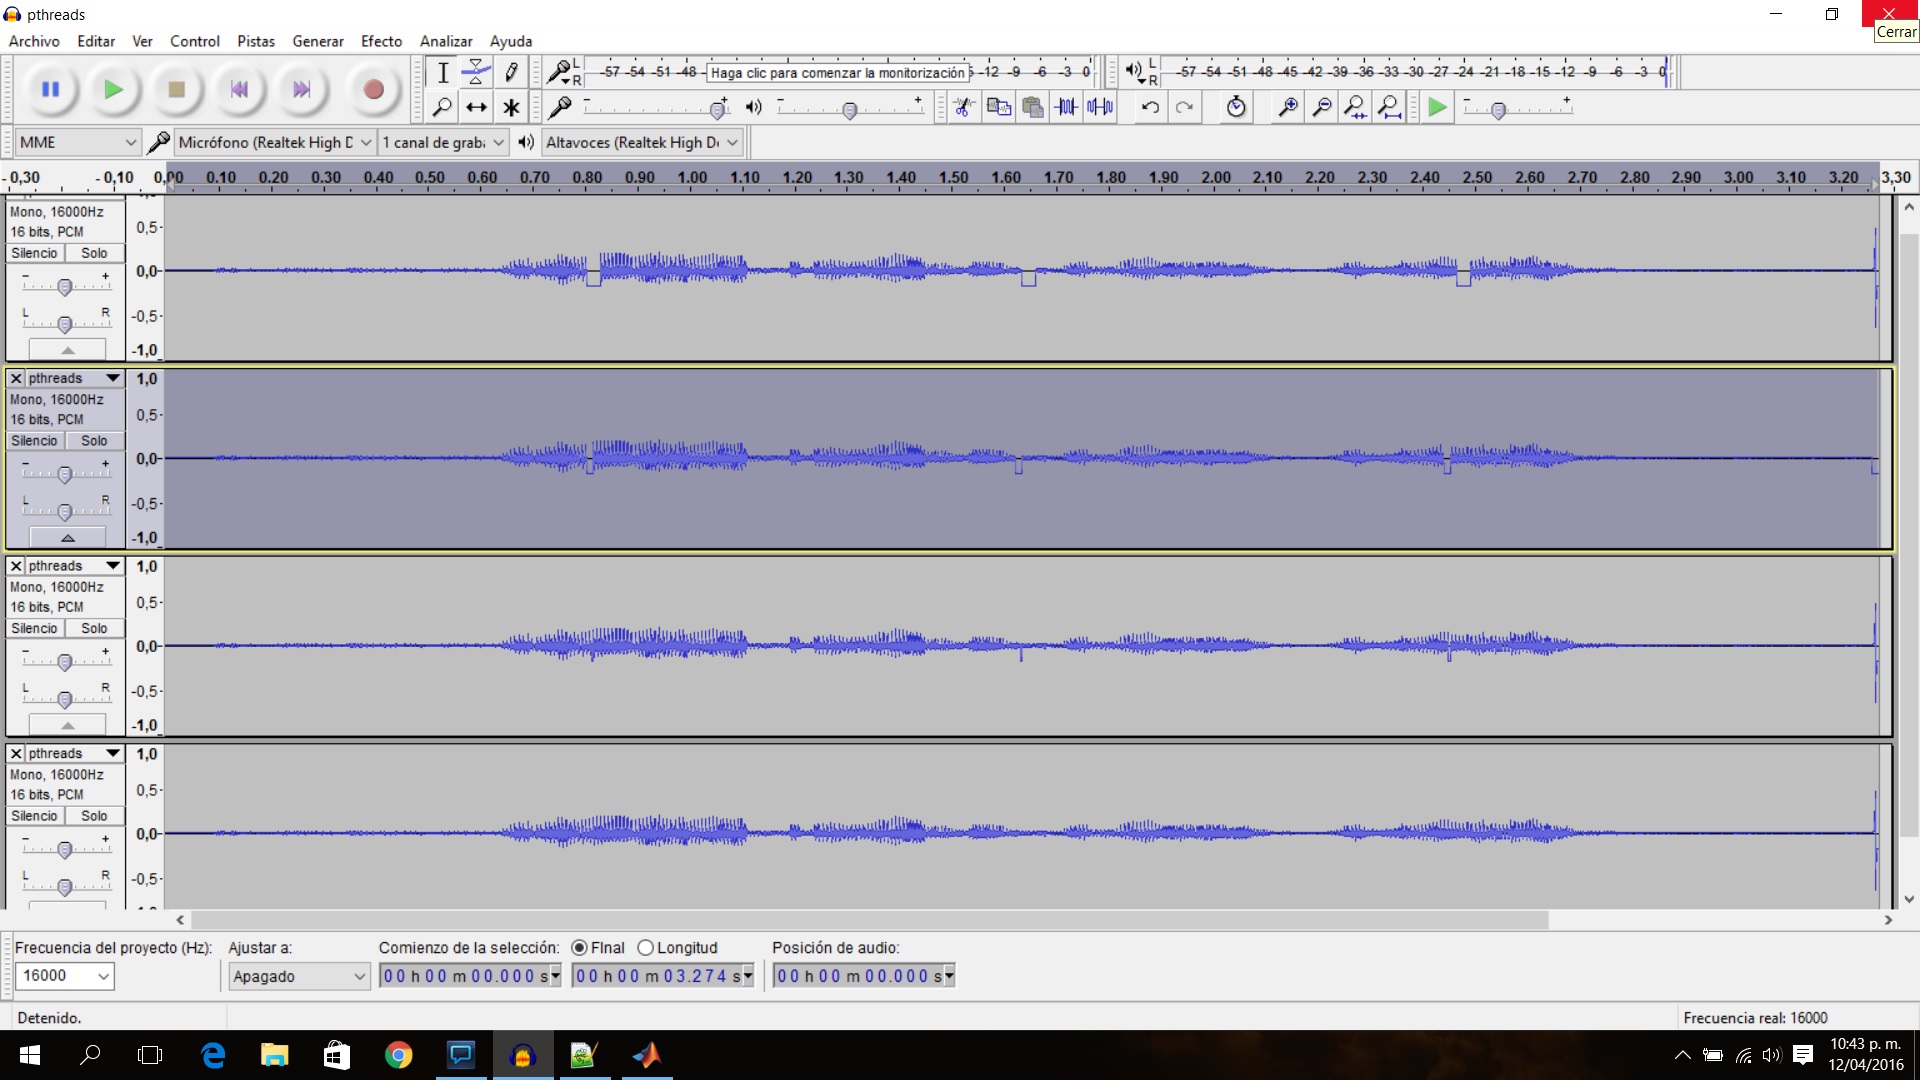 pthreads
Cerrar
Archivo Editar Ver Control Pistas Generar Efecto Analizar Ayuda
L -57 -54 -51 -48 Haga clic para comenzar la monitorización -12 -9 -6 -3 0 L -57 -54 -51 -48 -45 -42 -39 -36 -33 -30 -27 -24 -21 -18 -15 -12 -9 -6 -3 0
R R
- + - + - +
MME Micrófono (Realtek High 1 canal de graba Altavoces (Realtek High
- 0,30 - 0,10 0,00 0.10 0.20 0.30 0.40 0.50 0.60 0.70 0.80 0.90 1.00 1.10 1.20 1.30 1.40 1.50 1.60 1.70 1.80 1.90 2.00 2.10 2.20 2.30 2.40 2.50 2.60 2.70 2.80 2.90 3.00 3.10 3.20 3,30
Mono, 16000Hz
16 bits, PCM
Silencio Solo
- +
L R
0,5-
0,0-
-0,5-
-1,0
pthreads
Mono, 16000Hz
16 bits, PCM
Silencio Solo
- +
L R
1,0
0,5-
0,0-
-0,5-
-1,0
pthreads
Mono, 16000Hz
16 bits, PCM
Silencio Solo
- +
L R
1,0
0,5-
0,0-
-0,5-
-1,0
pthreads
Mono, 16000Hz
16 bits, PCM
Silencio Solo
- +
L R
1,0
0,5-
0,0-
-0,5-
Frecuencia del proyecto (Hz): Ajustar a: Comienzo de la selección: FInal Longitud Posición de audio:
16000 Apagado 00 h 00 m 00.000 s 00 h 00 m 03.274 s 00 h 00 m 00.000 s
Detenido. Frecuencia real: 16000
10:43 p. m.
12/04/2016